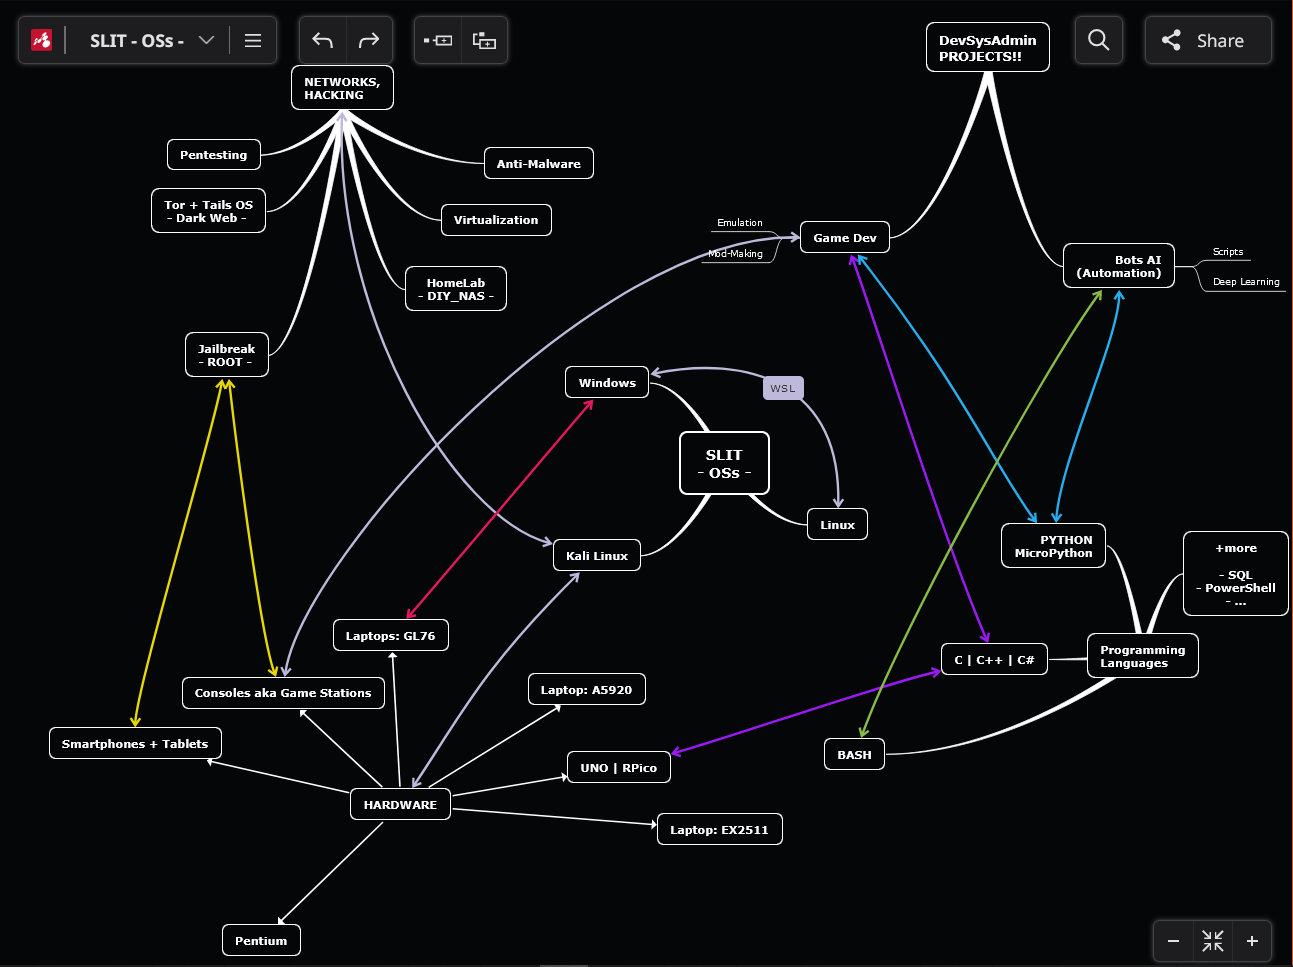 SLIT - OSs -
Share
DevSysAdmin
PROJECTS!!
NETWORKS,
HACKING
Pentesting
Anti-Malware
Tor + Tails OS
- Dark Web -
Virtualization
HomeLab
- DIY_NAS -
Jailbreak
- ROOT -
Emulation
Mod-Making
Game Dev
Bots AI
(Automation)
Scripts
Deep Learning
Windows
WSL
SLIT
- OSs -
Linux
Kali Linux
PYTHON
MicroPython
+more
- SQL
- PowerShell
- ...
Laptops: GL76
C | C++ | C#
Programming
Languages
Consoles aka Game Stations
Laptop: A5920
Smartphones + Tablets
UNO | RPico
BASH
HARDWARE
Laptop: EX2511
Pentium